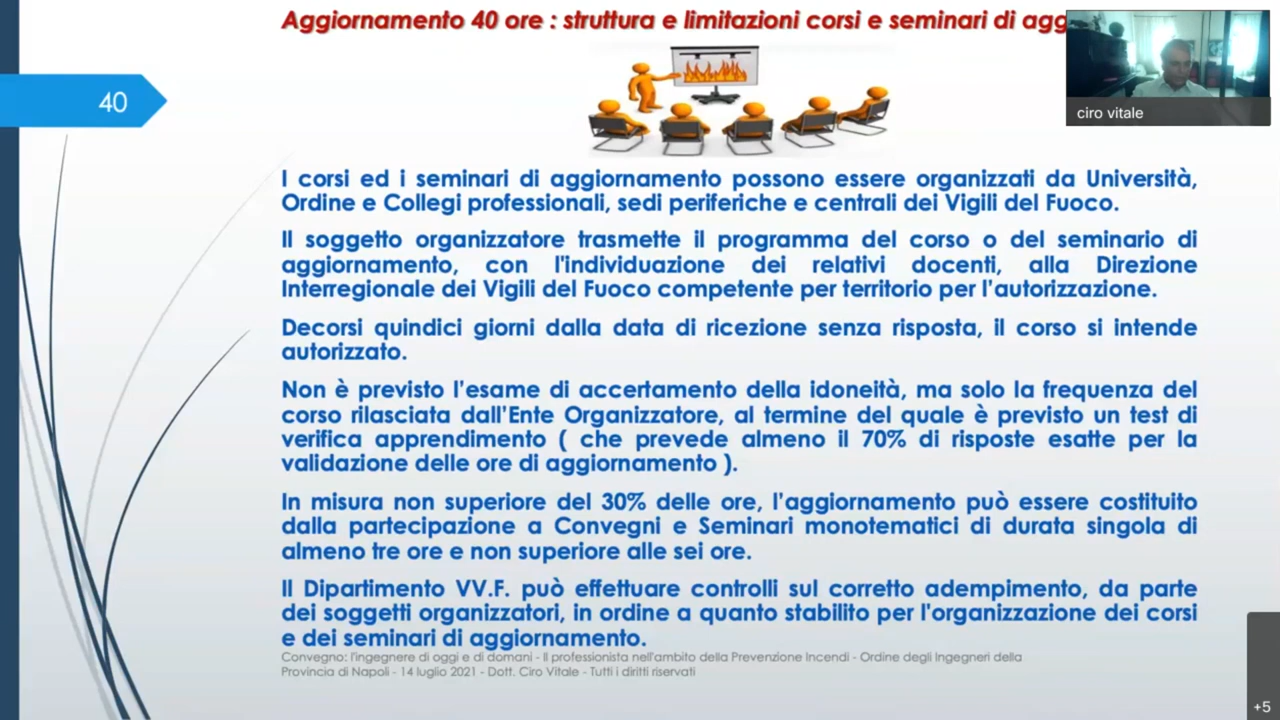 Aggiornamento 40 ore : struttura e limitazioni corsi e seminari di agg
40
ciro vitale
I corsi ed i seminari di aggiornamento possono essere organizzati da Università,
Ordine e Collegi professionali, sedi periferiche e centrali dei Vigili del Fuoco.
Il soggetto organizzatore trasmette il programma del corso o del seminario di
aggiornamento, con l'individuazione dei relativi docenti, alla Direzione
Interregionale dei Vigili del Fuoco competente per territorio per l’autorizzazione.
Decorsi quindici giorni dalla data di ricezione senza risposta, il corso si intende
autorizzato.
Non è previsto l’esame di accertamento della idoneità, ma solo la frequenza del
corso rilasciata dall’Ente Organizzatore, al termine del quale è previsto un test di
verifica apprendimento ( che prevede almeno il 70% di risposte esatte per la
validazione delle ore di aggiornamento ).
In misura non superiore del 30% delle ore, l’aggiornamento può essere costituito
dalla partecipazione a Convegni e Seminari monotematici di durata singola di
almeno tre ore e non superiore alle sei ore.
Il Dipartimento VV.F. può effettuare controlli sul corretto adempimento, da parte
dei soggetti organizzatori, in ordine a quanto stabilito per l'organizzazione dei corsi
e dei seminari di aggiornamento.
Convegno: l'ingegnere di oggi e di domani - Il professionista nell'ambito della Prevenzione Incendi - Ordine degli Ingegneri della
Provincia di Napoli - 14 luglio 2021 - Dott. Ciro Vitale - Tutti i diritti riservati
+5